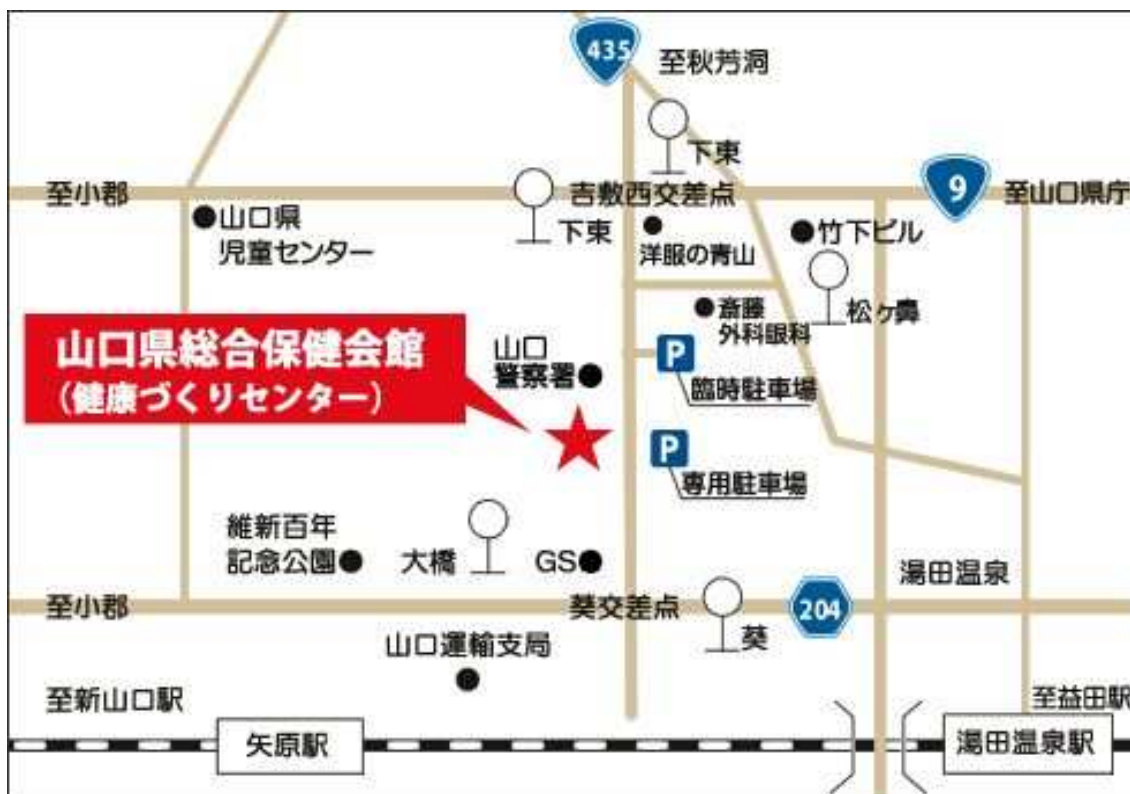 435
至秋芳洞
下東
至小郡
吉敷西交差点
9
至山口県庁
山口県
児童センター
下東
洋服の青山
竹下ビル
松ヶ鼻
斎藤
外科眼科
山口県総合保健会館
(健康づくりセンター)
山口
警察署
P
臨時駐車場
P
専用駐車場
維新百年
記念公園
大橋
GS
湯田温泉
至小郡
葵交差点
204
葵
山口運輸支局
至新山口駅
至益田駅
矢原駅
湯田温泉駅